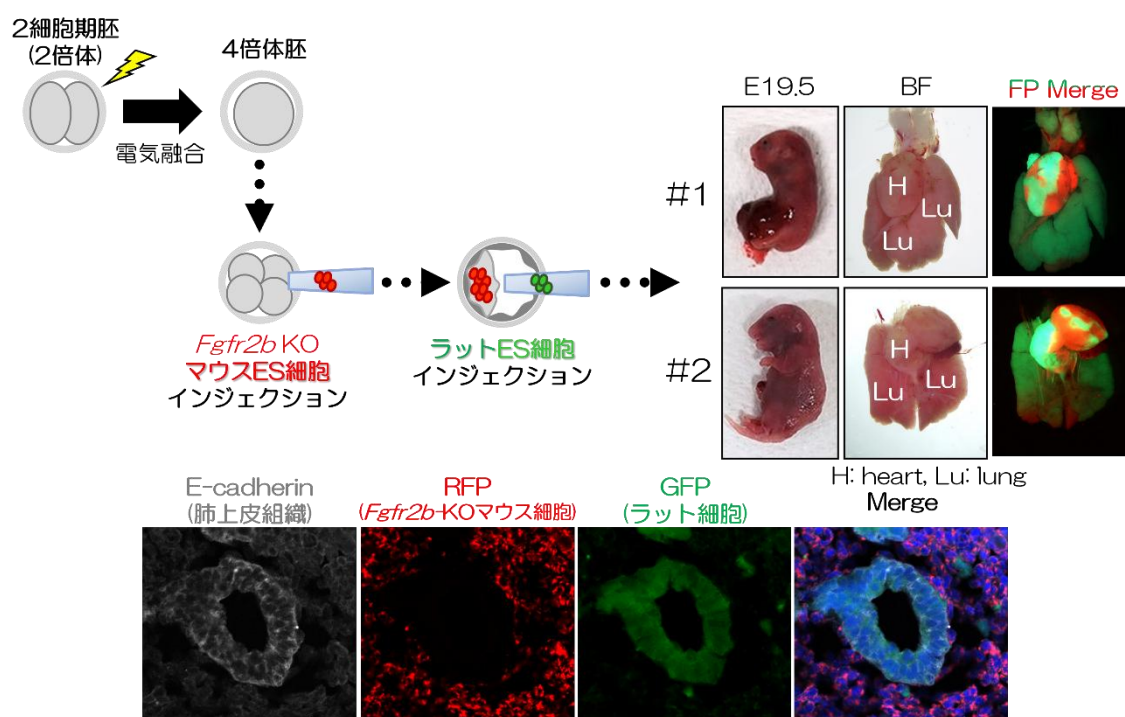 2細胞期胚
(2倍体)
4倍体胚
電気融合
Fgfr2b KO
マウスES細胞
インジェクション
ラットES細胞
インジェクション
E19.5
BF
FP Merge
#1
H
Lu
Lu
#2
H
Lu
Lu
H: heart, Lu: lung
E-cadherin
(肺上皮組織)
RFP
(Fgfr2b-KOマウス細胞)
GFP
(ラット細胞)
Merge